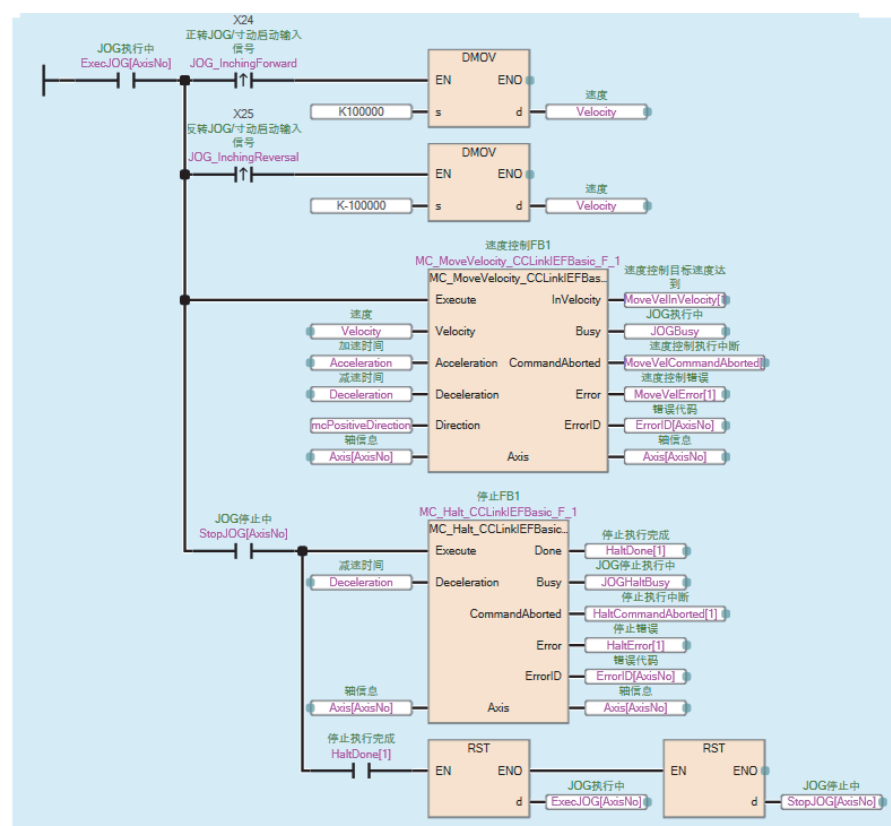 X24
正转JOG/寸动启动输入
信号
JOG_InchingForward
JOG执行中
ExecJOG[AxisNo]
DMOV
EN ENO
K100000 s d
速度
Velocity
X25
反转JOG/寸动启动输入
信号
JOG_InchingReversal
DMOV
EN ENO
K-100000 s d
速度
Velocity
速度控制FB1
MC_MoveVelocity_CCLinkIEFBasic_F_1
MC_MoveVelocity_CCLinkIEFBas..
Execute InVelocity
速度控制目标速度达
到
MoveVelInVelocity[1
速度
Velocity Velocity Busy
JOG执行中
JOGBusy
加速时间
Acceleration Acceleration CommandAborted
速度控制执行中断
MoveVelCommandAborted[
减速时间
Deceleration Deceleration Error
速度控制错误
MoveVelError[1]
mcPositiveDirection Direction ErrorID
错误代码
ErrorID[AxisNo]
轴信息
Axis[AxisNo] Axis
轴信息
Axis[AxisNo]
JOG停止中
StopJOG[AxisNo]
停止FB1
MC_Halt_CCLinkIEFBasic_F_1
MC_Halt_CCLinkIEFBasic..
Execute Done
停止执行完成
HaltDone[1]
减速时间
Deceleration Deceleration Busy
JOG停止执行中
JOGHaltBusy
CommandAborted
停止执行中断
HaltCommandAborted[1]
Error
停止错误
HaltError[1]
ErrorID
错误代码
ErrorID[AxisNo]
轴信息
Axis[AxisNo] Axis
轴信息
Axis[AxisNo]
停止执行完成
HaltDone[1]
RST
EN ENO
d
JOG执行中
ExecJOG[AxisNo]
RST
EN ENO
d
JOG停止中
StopJOG[AxisNo]